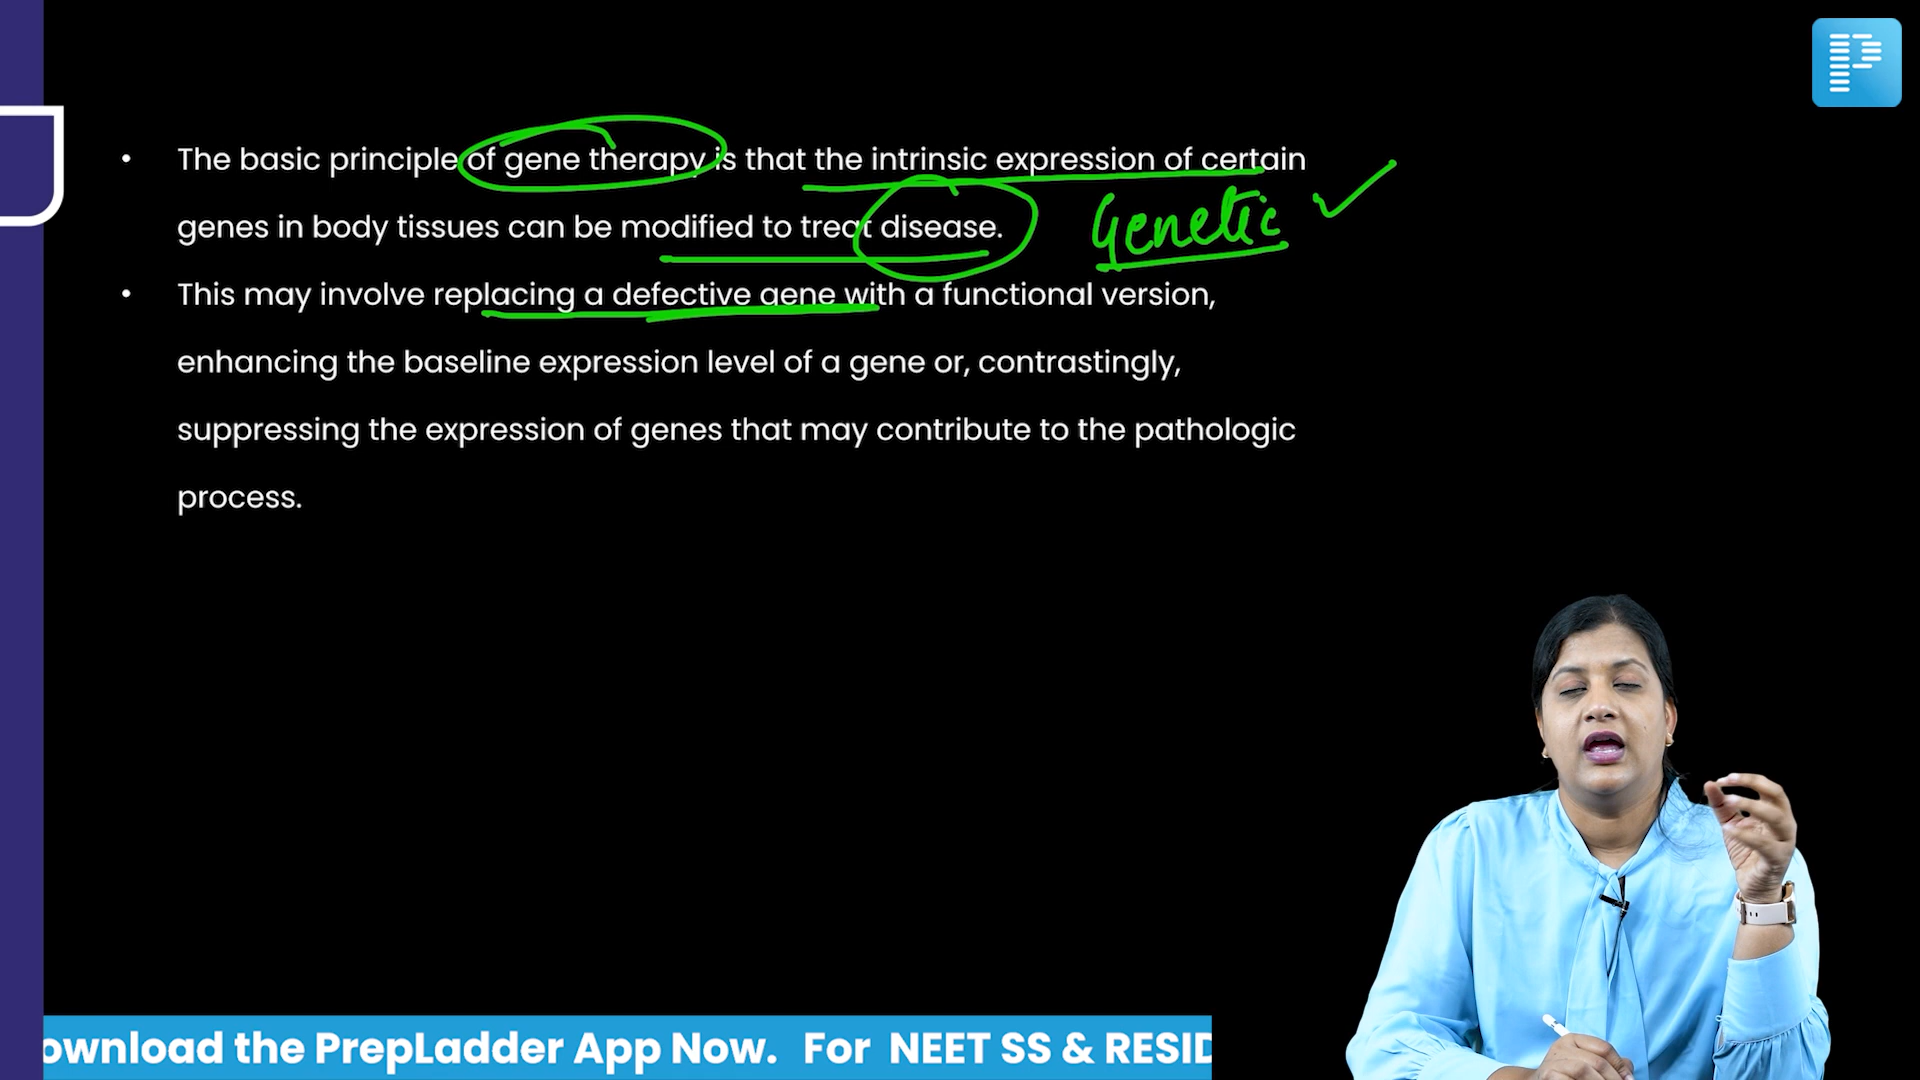 • The basic principle of gene therapy is that the intrinsic expression of certain
genes in body tissues can be modified to treat disease.
Genetic
• This may involve replacing a defective gene with a functional version,
enhancing the baseline expression level of a gene or, contrastingly,
suppressing the expression of genes that may contribute to the pathologic
process.
ownload the PrepLadder App Now. For NEET SS & RESID